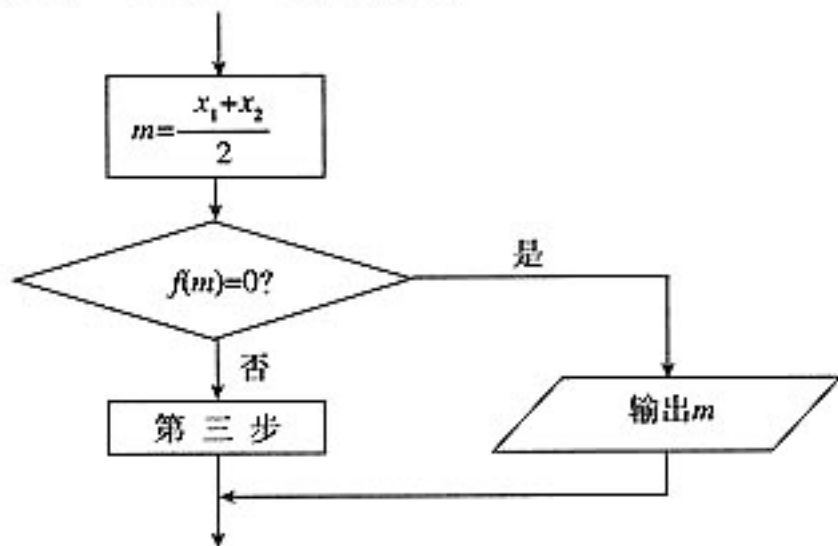 m=\frac{x_1+x_2}{2}
f(m)=0?
是
否
第 三 步
输出m